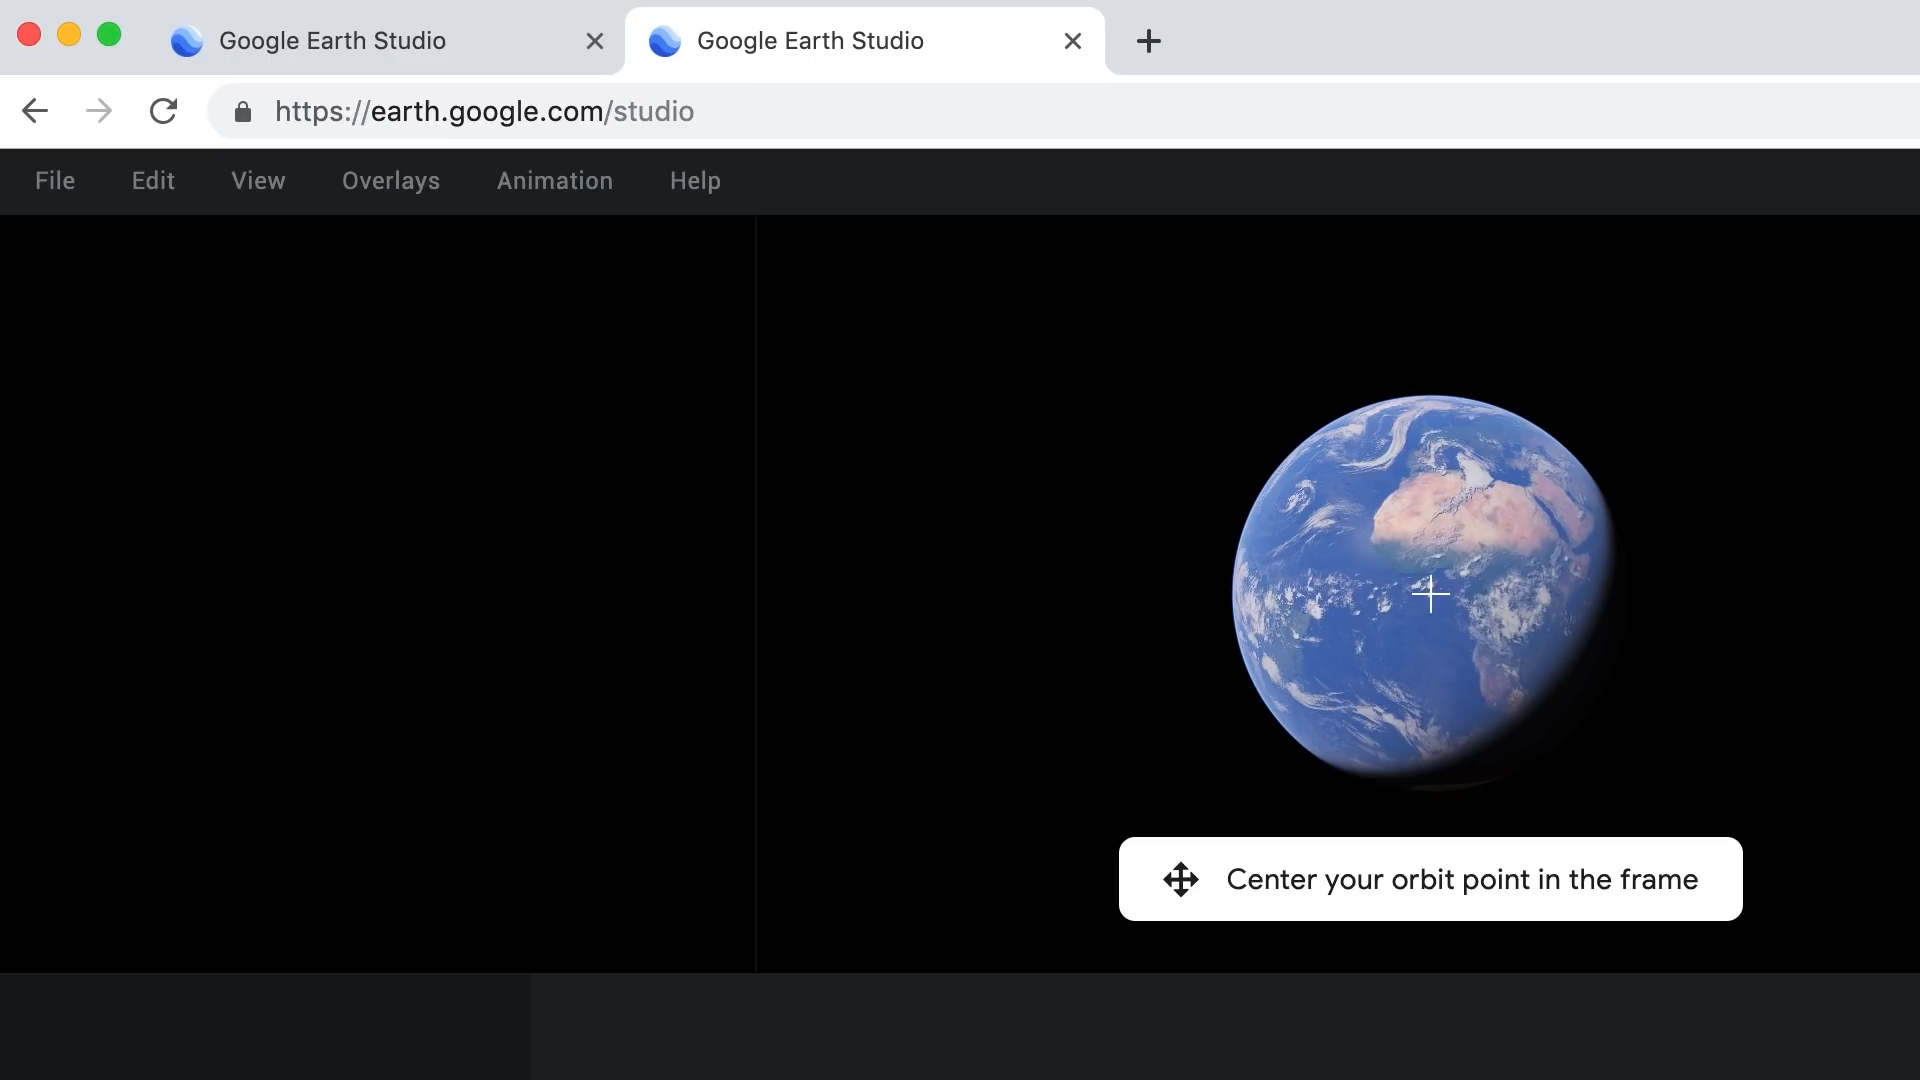 Google Earth Studio
Google Earth Studio
https://earth.google.com/studio
File Edit View Overlays Animation Help
Center your orbit point in the frame